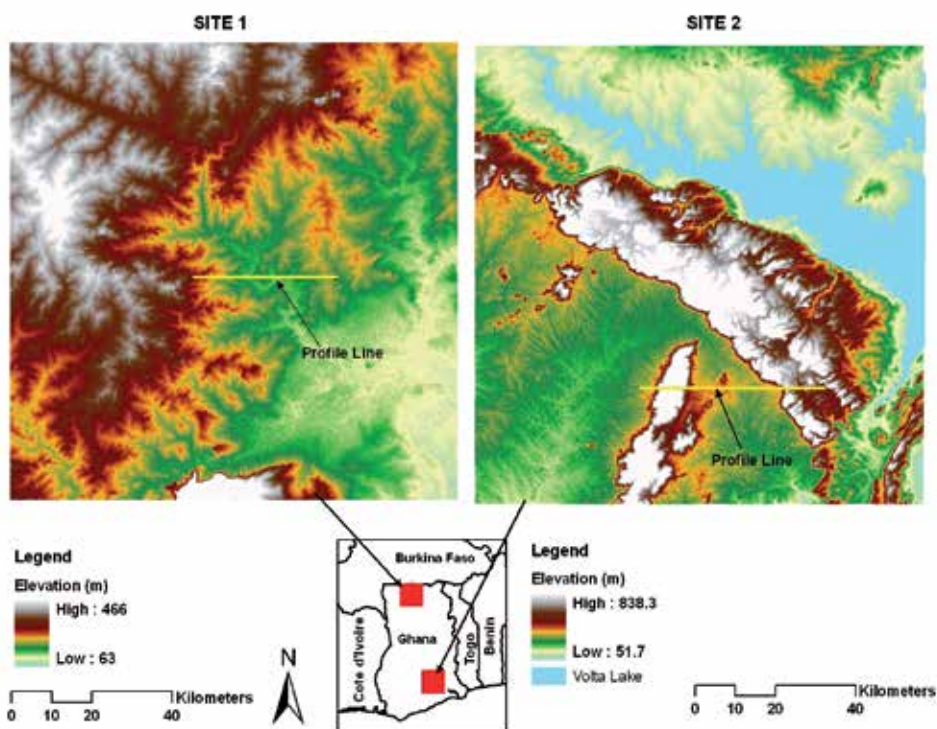 SITE 1
SITE 2
Profile Line
Profile Line
Legend
Elevation (m)
High : 466
Low : 63
0 10 20 40
Kilometers
N
Burkina Faso
Cote d'Ivoire
Ghana
Togo
Benin
Legend
Elevation (m)
High : 838.3
Low : 51.7
Volta Lake
0 10 20 40
Kilometers